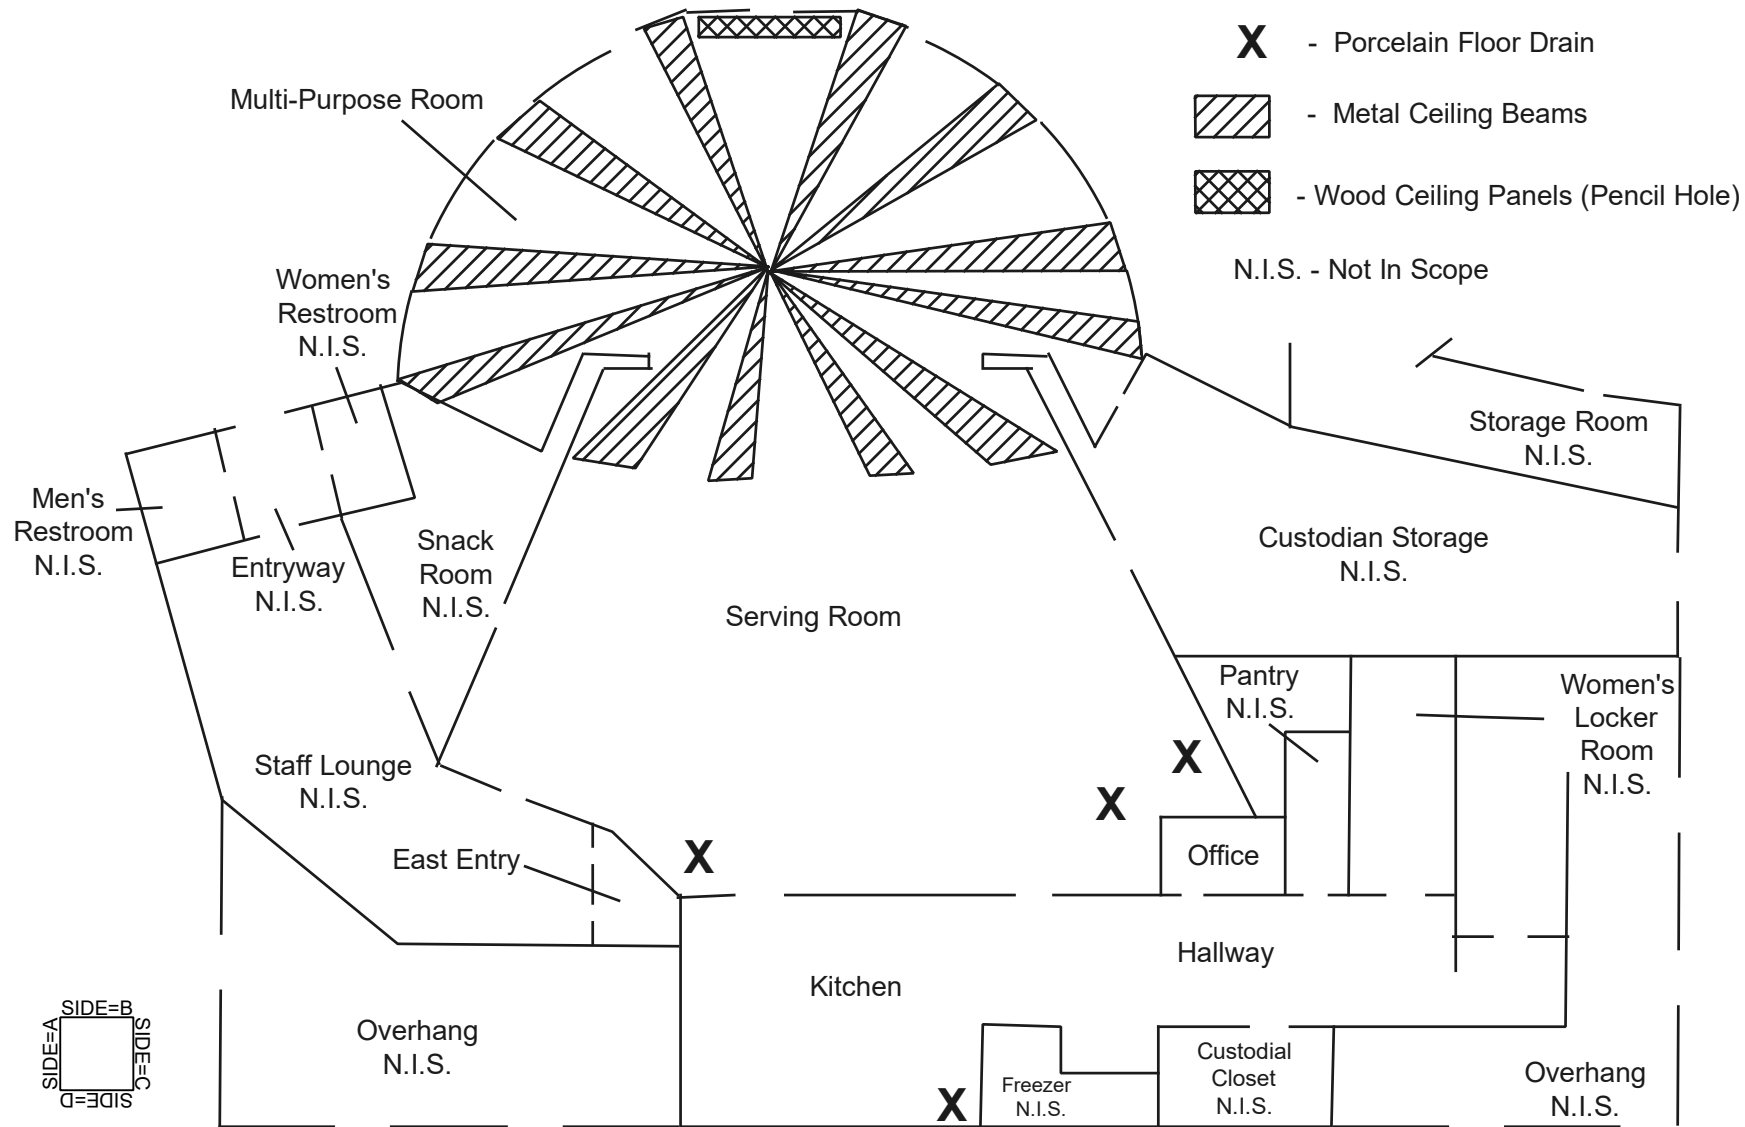 X - Porcelain Floor Drain
- Metal Ceiling Beams
- Wood Ceiling Panels (Pencil Hole)
N.I.S. - Not In Scope
Multi-Purpose Room
Women's
Restroom
N.I.S.
Storage Room
N.I.S.
Men's
Restroom
N.I.S.
Entryway
N.I.S.
Snack
Room
N.I.S.
Custodian Storage
N.I.S.
Serving Room
Pantry
N.I.S.
Women's
Locker
Room
N.I.S.
Staff Lounge
N.I.S.
X
X
X
East Entry
Office
Hallway
Kitchen
SIDE=B
SIDE=A
SIDE=C
SIDE=D
Overhang
N.I.S.
X
Freezer
N.I.S.
Custodial
Closet
N.I.S.
Overhang
N.I.S.